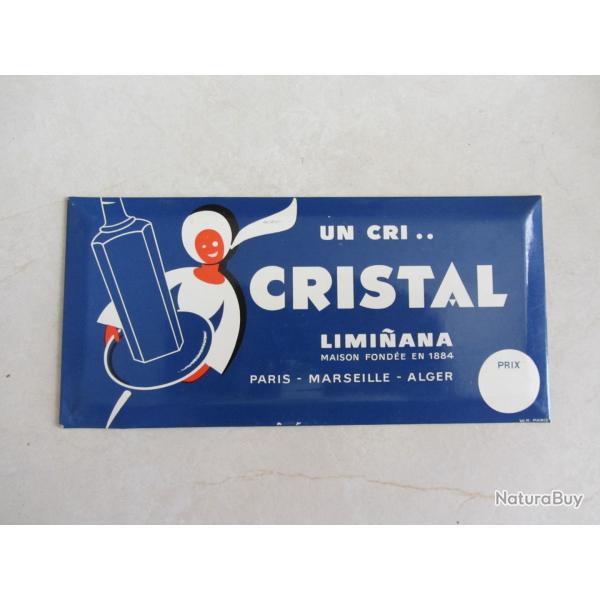 UN CRI..
CRISTAL
LIMIÑANA
MAISON FONDÉE EN 1884
PARIS - MARSEILLE - ALGER
PRIX
NaturaBuy